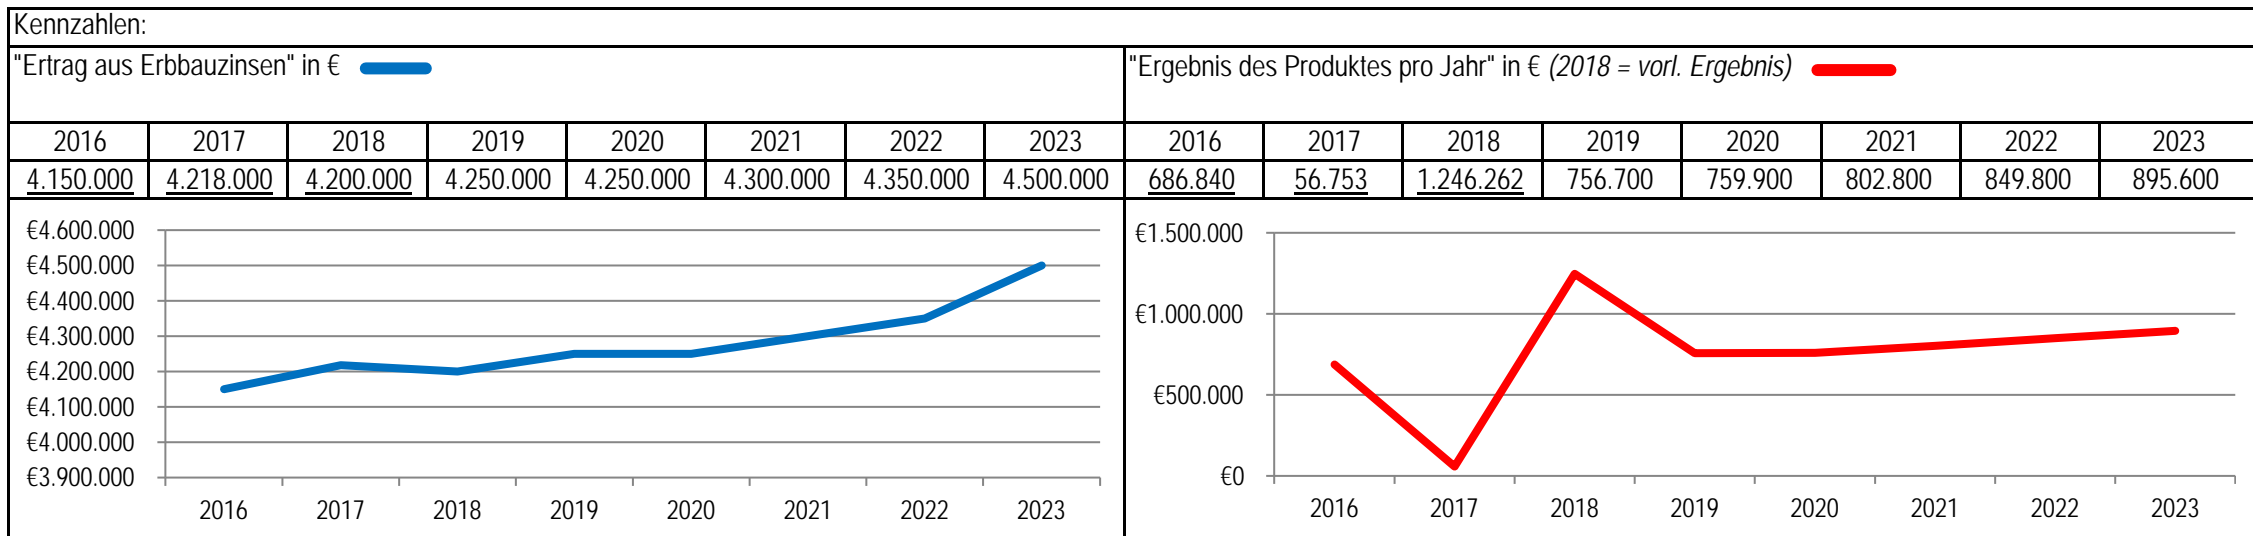 Kennzahlen:
"Ertrag aus Erbbauzinsen" in €
"Ergebnis des Produktes pro Jahr" in € (2018 = vorl. Ergebnis)
2016 2017 2018 2019 2020 2021 2022 2023 2016 2017 2018 2019 2020 2021 2022 2023
4.150.000 4.218.000 4.200.000 4.250.000 4.250.000 4.300.000 4.350.000 4.500.000 686.840 56.753 1.246.262 756.700 759.900 802.800 849.800 895.600
€4.600.000
€4.500.000
€4.400.000
€4.300.000
€4.200.000
€4.100.000
€4.000.000
€3.900.000
2016 2017 2018 2019 2020 2021 2022 2023
€1.500.000
€1.000.000
€500.000
€0
2016 2017 2018 2019 2020 2021 2022 2023